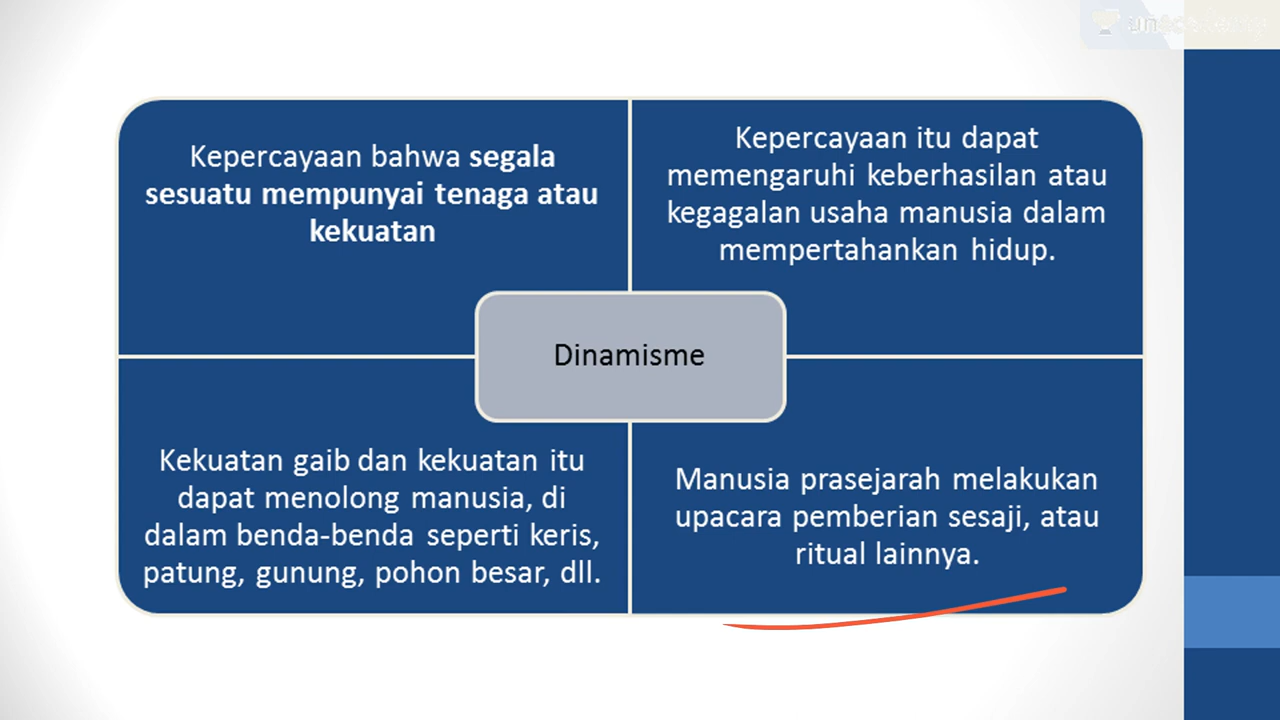 Kepercayaan bahwa segala
sesuatu mempunyai tenaga atau
kekuatan
Kepercayaan itu dapat
memengaruhi keberhasilan atau
kegagalan usaha manusia dalam
mempertahankan hidup.
Dinamisme
Kekuatan gaib dan kekuatan itu
dapat menolong manusia, di
dalam benda-benda seperti keris,
patung, gunung, pohon besar, dll.
Manusia prasejarah melakukan
upacara pemberian sesaji, atau
ritual lainnya.